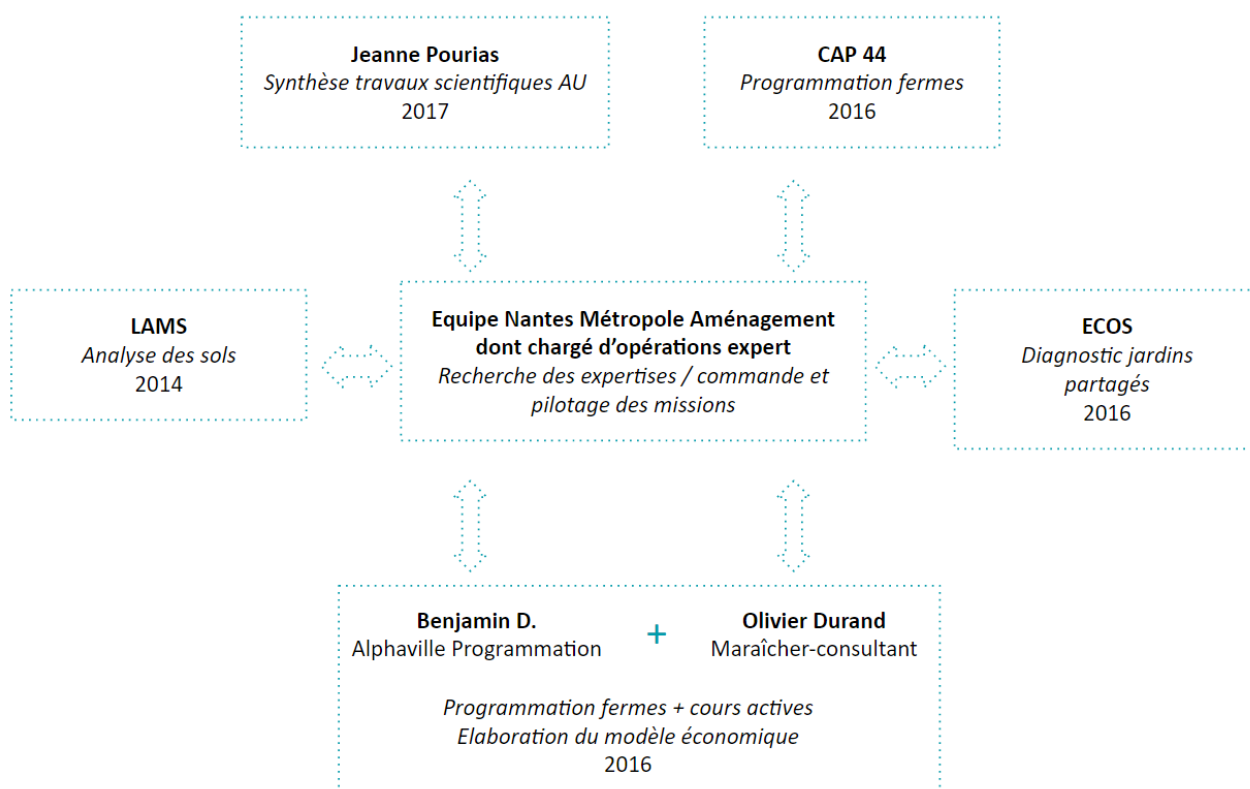 Jeanne Pourias
Synthèse travaux scientifiques AU
2017
CAP 44
Programmation fermes
2016
LAMS
Analyse des sols
2014
Equipe Nantes Métropole Aménagement
dont chargé d'opérations expert
Recherche des expertises / commande et
pilotage des missions
ECOS
Diagnostic jardins
partagés
2016
Benjamin D.
Alphaville Programmation
+
Olivier Durand
Maraîcher-consultant
Programmation fermes + cours actives
Elaboration du modèle économique
2016